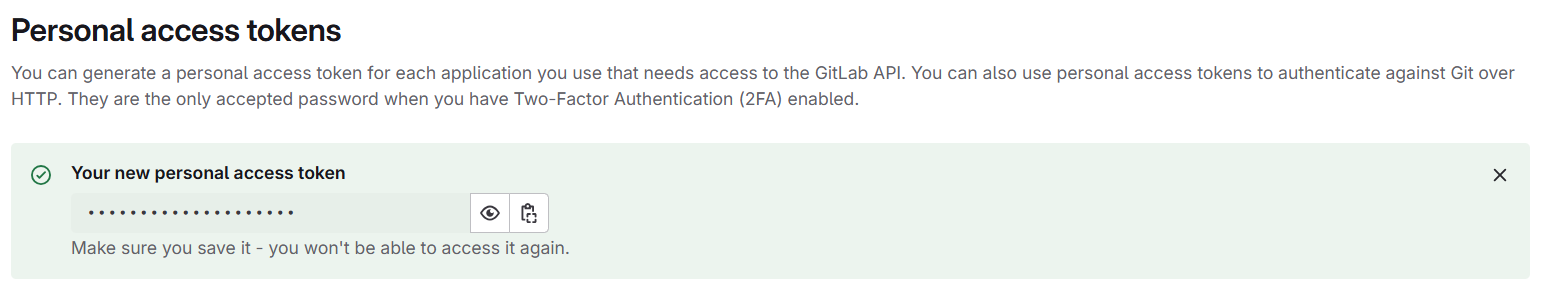 Personal access tokens
You can generate a personal access token for each application you use that needs access to the GitLab API. You can also use personal access tokens to authenticate against Git over
HTTP. They are the only accepted password when you have Two-Factor Authentication (2FA) enabled.
Your new personal access token
••••••••••••••••••••
Make sure you save it - you won't be able to access it again.